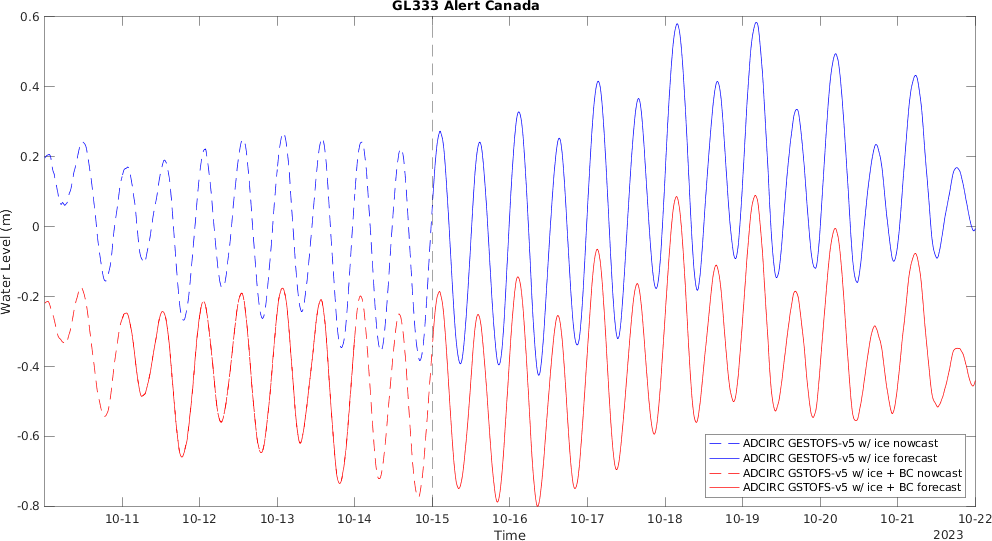 GL333 Alert Canada
0.6
0.4
0.2
0
-0.2
-0.4
-0.6
-0.8
Water Level (m)
10-11 10-12 10-13 10-14 10-15 10-16 10-17 10-18 10-19 10-20 10-21 10-22
Time
2023
ADCIRC GESTOFS-v5 w/ ice nowcast
ADCIRC GESTOFS-v5 w/ ice forecast
ADCIRC GSTOFS-v5 w/ ice + BC nowcast
ADCIRC GSTOFS-v5 w/ ice + BC forecast